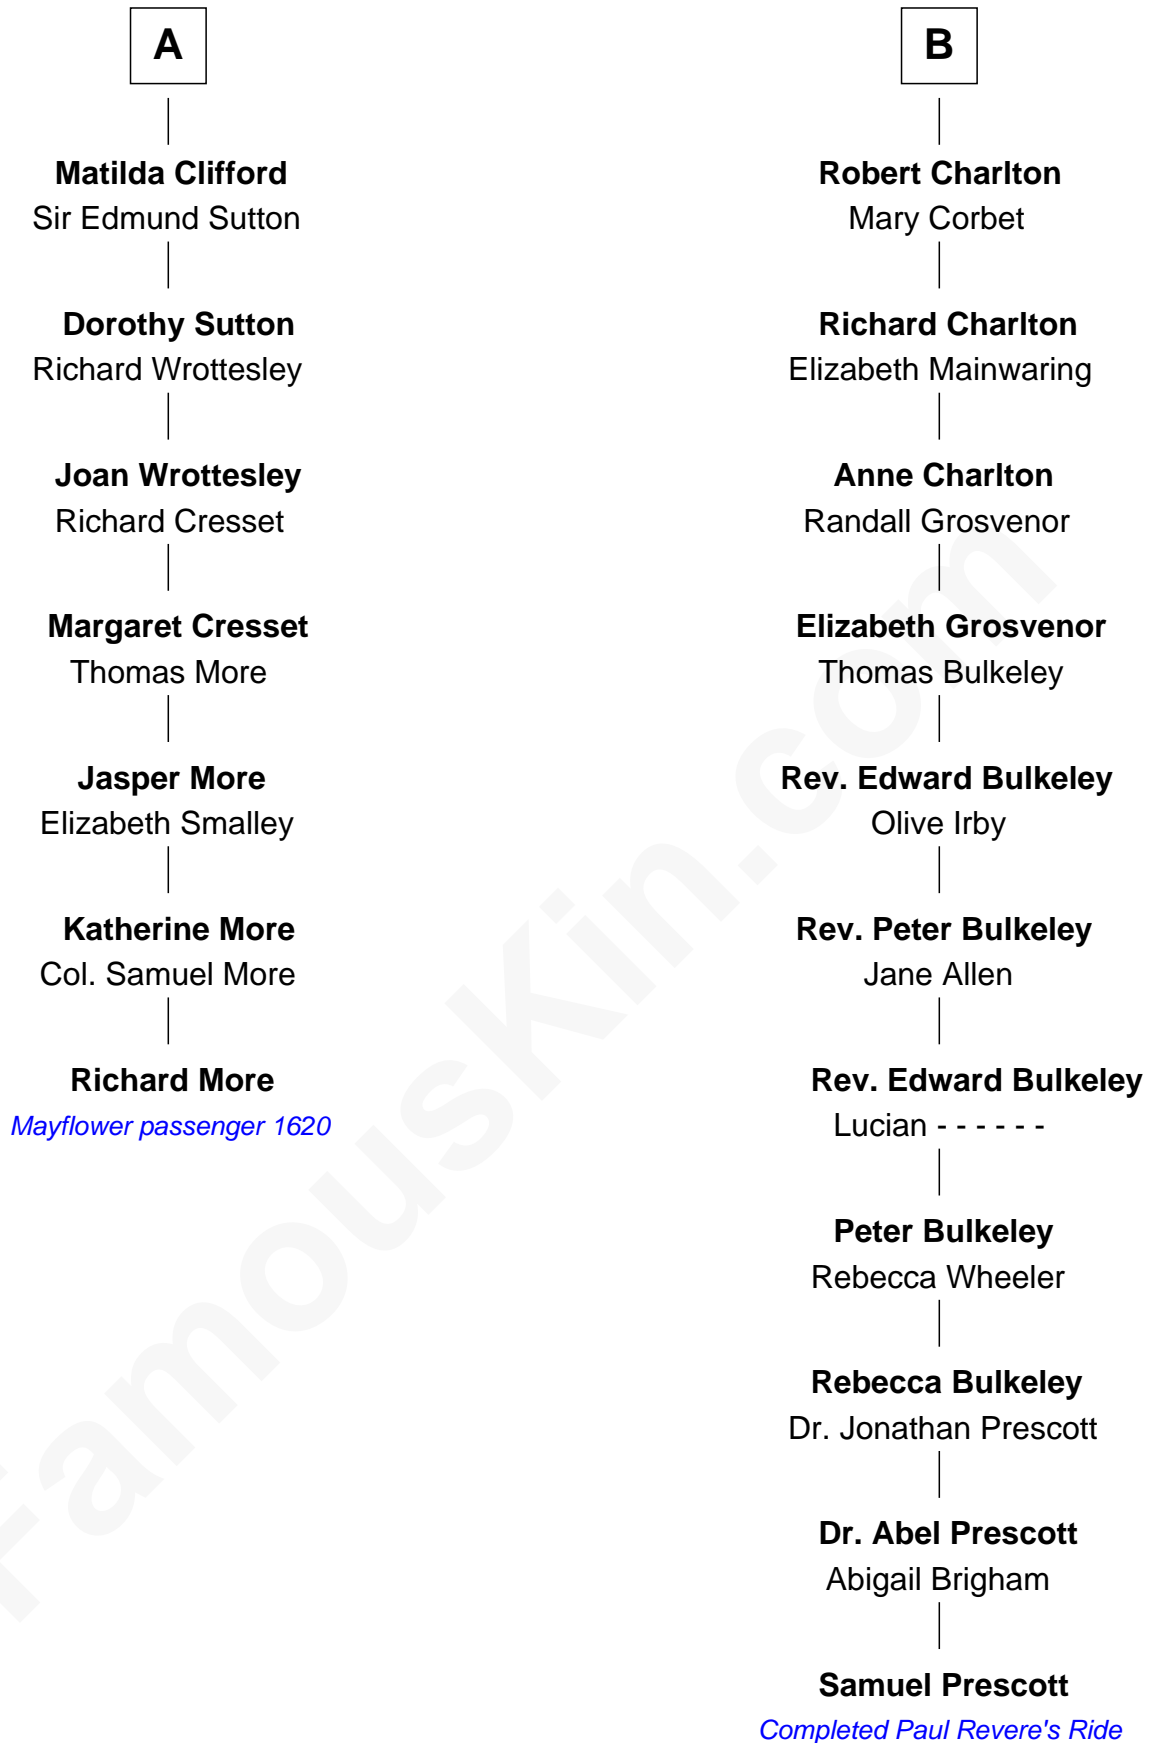 A
Matilda Clifford
Sir Edmund Sutton
Dorothy Sutton
Richard Wrottesley
Joan Wrottesley
Richard Cresset
Margaret Cresset
Thomas More
Jasper More
Elizabeth Smalley
Katherine More
Col. Samuel More
Richard More
Mayflower passenger 1620
B
Robert Charlton
Mary Corbet
Richard Charlton
Elizabeth Mainwaring
Anne Charlton
Randall Grosvenor
Elizabeth Grosvenor
Thomas Bulkeley
Rev. Edward Bulkeley
Olive Irby
Rev. Peter Bulkeley
Jane Allen
Rev. Edward Bulkeley
Lucian - - - - - -
Peter Bulkeley
Rebecca Wheeler
Rebecca Bulkeley
Dr. Jonathan Prescott
Dr. Abel Prescott
Abigail Brigham
Samuel Prescott
Completed Paul Revere's Ride
FamousKin.com